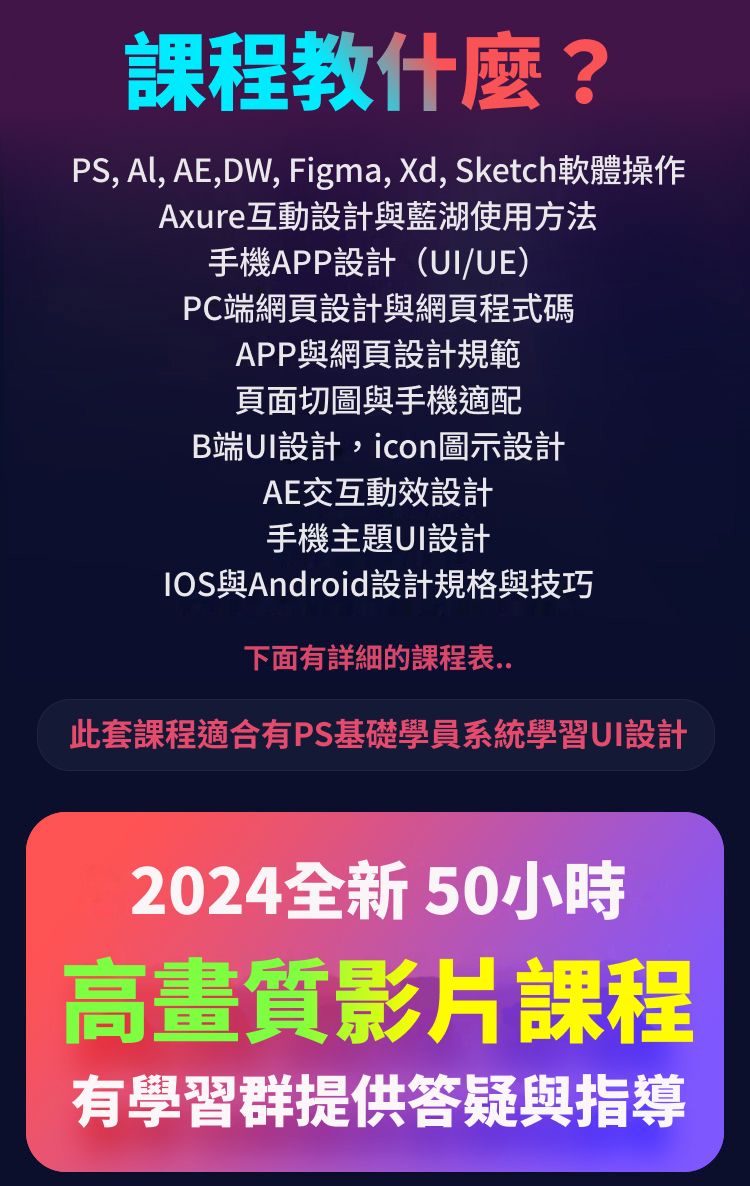 課程教什麼？
PS, Al, AE,DW, Figma, Xd, Sketch軟體操作
Axure互動設計與藍湖使用方法
手機APP設計（UI/UE）
PC端網頁設計與網頁程式碼
APP與網頁設計規範
頁面切圖與手機適配
B端UI設計，icon圖示設計
AE交互動效設計
手機主題UI設計
IOS與Android設計規格與技巧
下面有詳細的課程表..
此套課程適合有PS基礎學員系統學習UI設計
2024全新 50小時
高畫質影片課程
有學習群提供答疑與指導